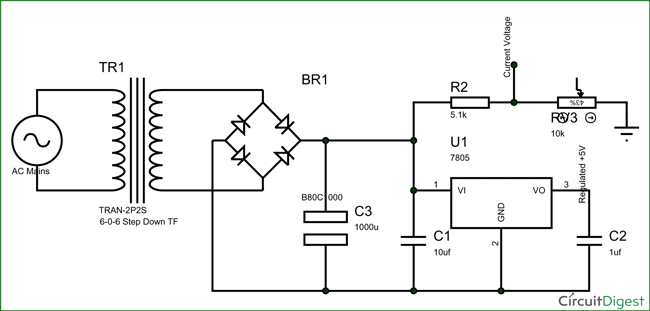 TR1
BR1
Current Voltage
R2
5.1k
43%
RV3
10k
U1
7805
AC Mains
1
VI
VO
3
Regulated +5V
B80C1000
GND
2
TRAN-2P2S
6-0-6 Step Down TF
C3
1000u
C1
10uf
C2
1uf
CircuitDigest